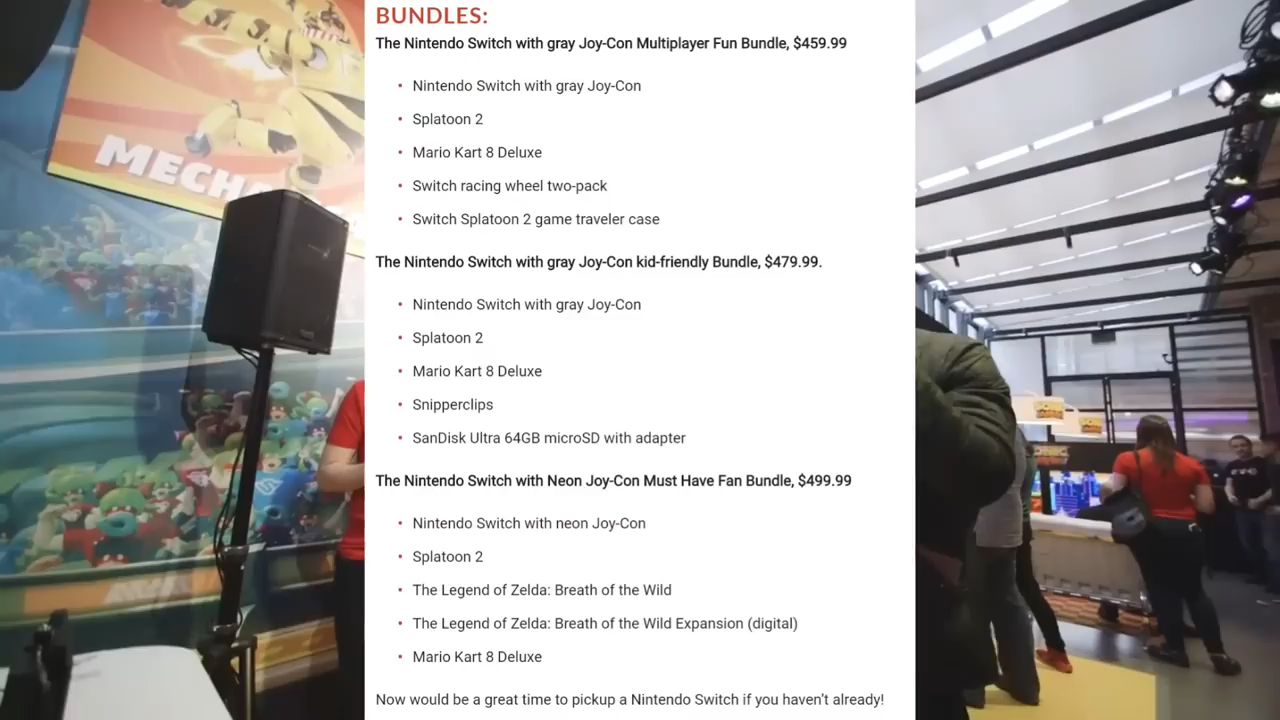 BUNDLES:
The Nintendo Switch with gray Joy-Con Multiplayer Fun Bundle, $459.99
• Nintendo Switch with gray Joy-Con
• Splatoon 2
• Mario Kart 8 Deluxe
• Switch racing wheel two-pack
• Switch Splatoon 2 game traveler case
The Nintendo Switch with gray Joy-Con kid-friendly Bundle, $479.99.
• Nintendo Switch with gray Joy-Con
• Splatoon 2
• Mario Kart 8 Deluxe
• Snipperclips
• SanDisk Ultra 64GB microSD with adapter
The Nintendo Switch with Neon Joy-Con Must Have Fan Bundle, $499.99
• Nintendo Switch with neon Joy-Con
• Splatoon 2
• The Legend of Zelda: Breath of the Wild
• The Legend of Zelda: Breath of the Wild Expansion (digital)
• Mario Kart 8 Deluxe
Now would be a great time to pickup a Nintendo Switch if you haven't already!
MECHA